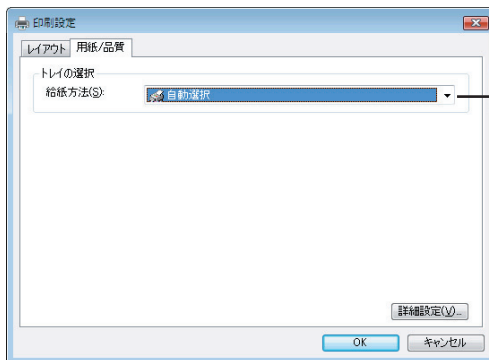 印刷設定
レイアウト 用紙/品質
トレイの選択
給紙方法(S): 自動選択
詳細設定(V)...
OK キャンセル